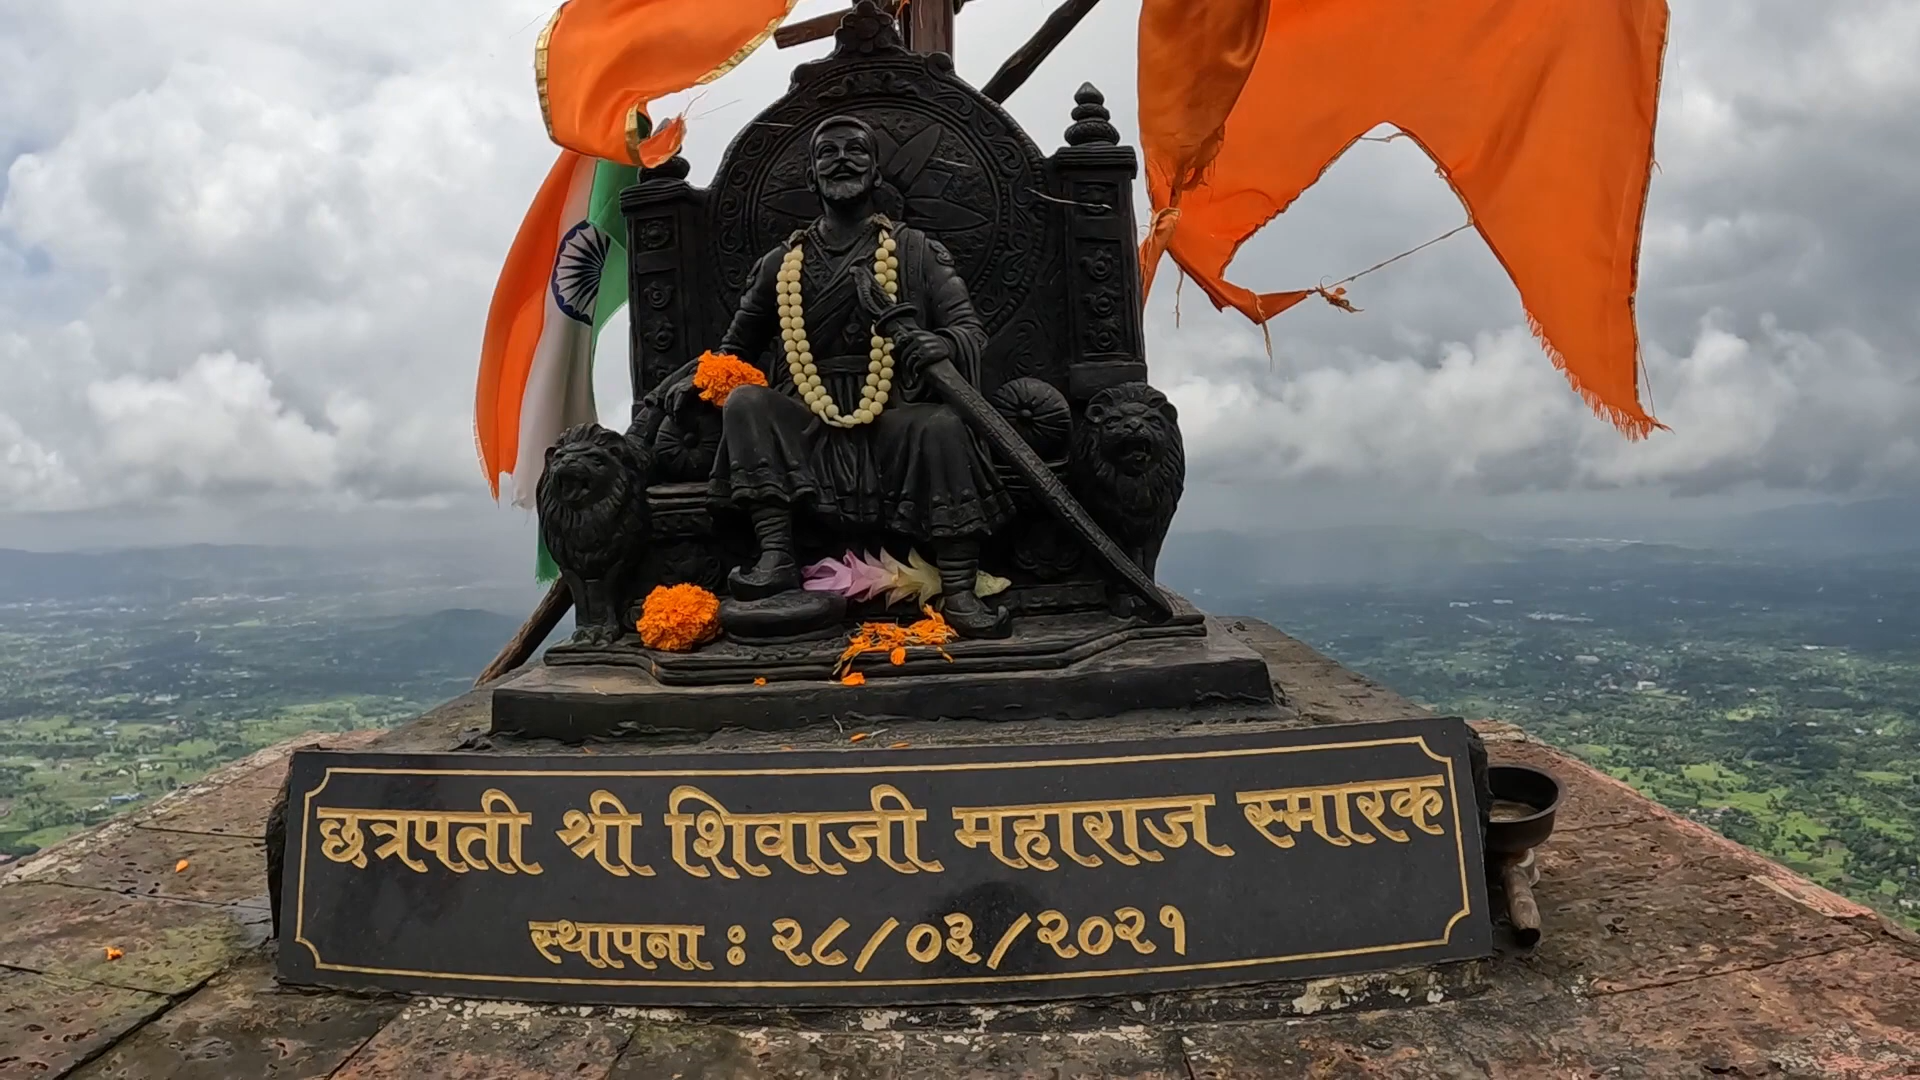 छत्रपती श्री शिवाजी महाराज स्मारक
स्थापना : २८/०३/२०२१